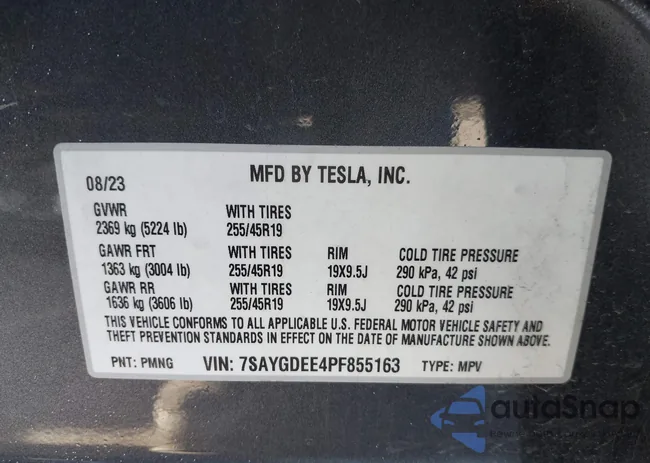 MFD BY TESLA, INC.
08/23
GVWR WITH TIRES
2369 kg (5224 lb) 255/45R19
GAWR FRT WITH TIRES RIM COLD TIRE PRESSURE
1363 kg (3004 lb) 255/45R19 19X9.5J 290 kPa, 42 psi
GAWR RR WITH TIRES RIM COLD TIRE PRESSURE
1636 kg (3606 lb) 255/45R19 19X9.5J 290 kPa, 42 psi
THIS VEHICLE CONFORMS TO ALL APPLICABLE U.S. FEDERAL MOTOR VEHICLE SAFETY AND
THEFT PREVENTION STANDARDS IN EFFECT ON THE DATE OF MANUFACTURE SHOWN ABOVE.
PNT: PMNG VIN: 7SAYGDEE4PF855163 TYPE: MPV
autoSnap